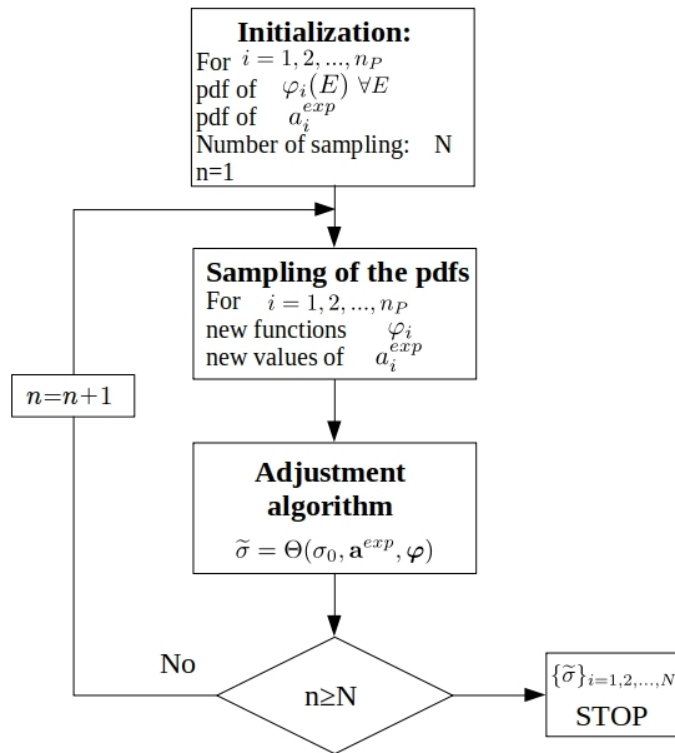 Initialization:
For i = 1, 2, ..., n_P
pdf of φ_i(E) ∀E
pdf of a_i^{exp}
Number of sampling: N
n=1
Sampling of the pdfs
For i = 1, 2, ..., n_P
new functions φ_i
new values of a_i^{exp}
n=n+1
Adjustment
algorithm
σ̃ = Θ(σ_0, a^{exp}, φ)
No
n≥N
{σ̃}_{i=1,2,...,N}
STOP